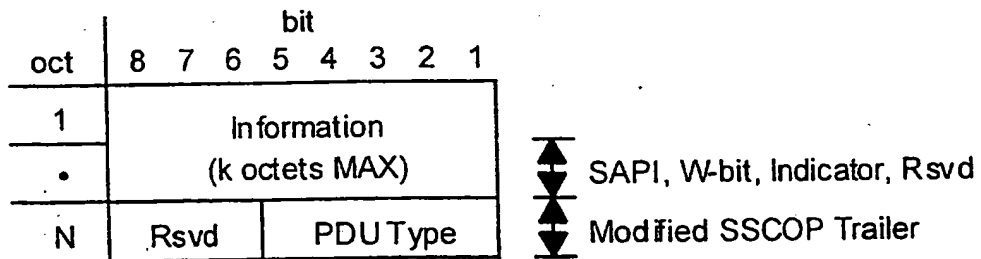 bit
oct 8 7 6 5 4 3 2 1
1 Information
• (k octets MAX) SAPI, W-bit, Indicator, Rsvd
N Rsvd PDU Type Modified SSCOP Trailer